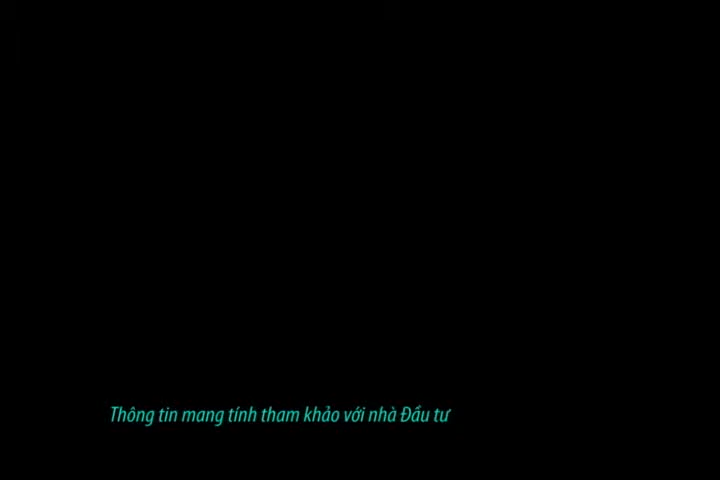 Thông tin mang tính tham khảo với nhà Đầu tư